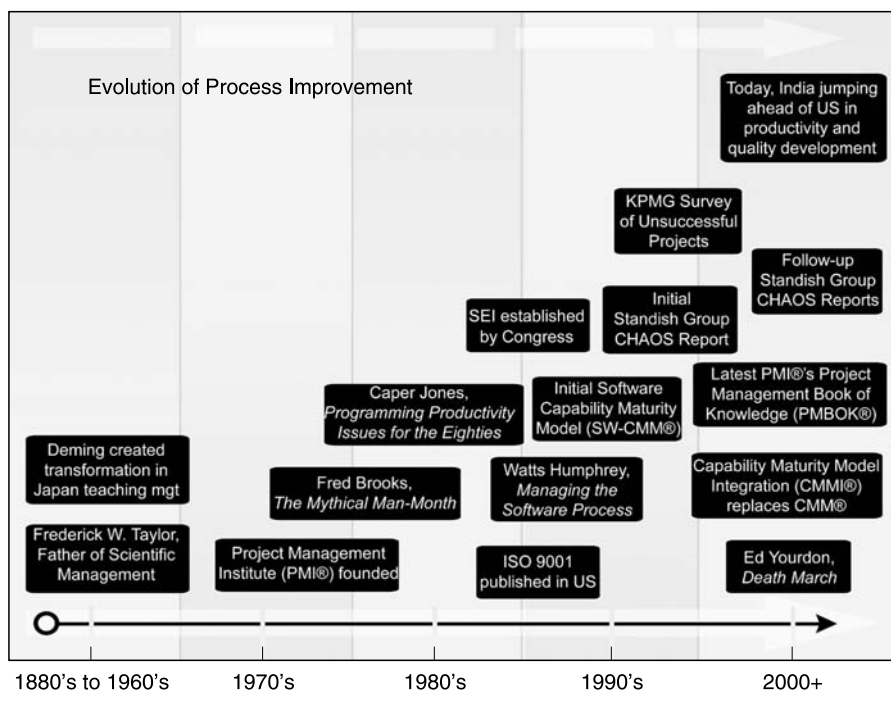 Evolution of Process Improvement
Today, India jumping
ahead of US in
productivity and
quality development
KPMG Survey
of Unsuccessful
Projects
Follow-up
Standish Group
CHAOS Reports
SEI established
by Congress
Initial
Standish Group
CHAOS Report
Caper Jones,
Programming Productivity
Issues for the Eighties
Initial Software
Capability Maturity
Model (SW-CMM®)
Latest PMI®'s Project
Management Book of
Knowledge (PMBOK®)
Deming created
transformation in
Japan teaching mgt
Fred Brooks,
The Mythical Man-Month
Watts Humphrey,
Managing the
Software Process
Capability Maturity Model
Integration (CMMI®)
replaces CMM®
Frederick W. Taylor,
Father of Scientific
Management
Project Management
Institute (PMI®) founded
ISO 9001
published in US
Ed Yourdon,
Death March
1880's to 1960's
1970's
1980's
1990's
2000+